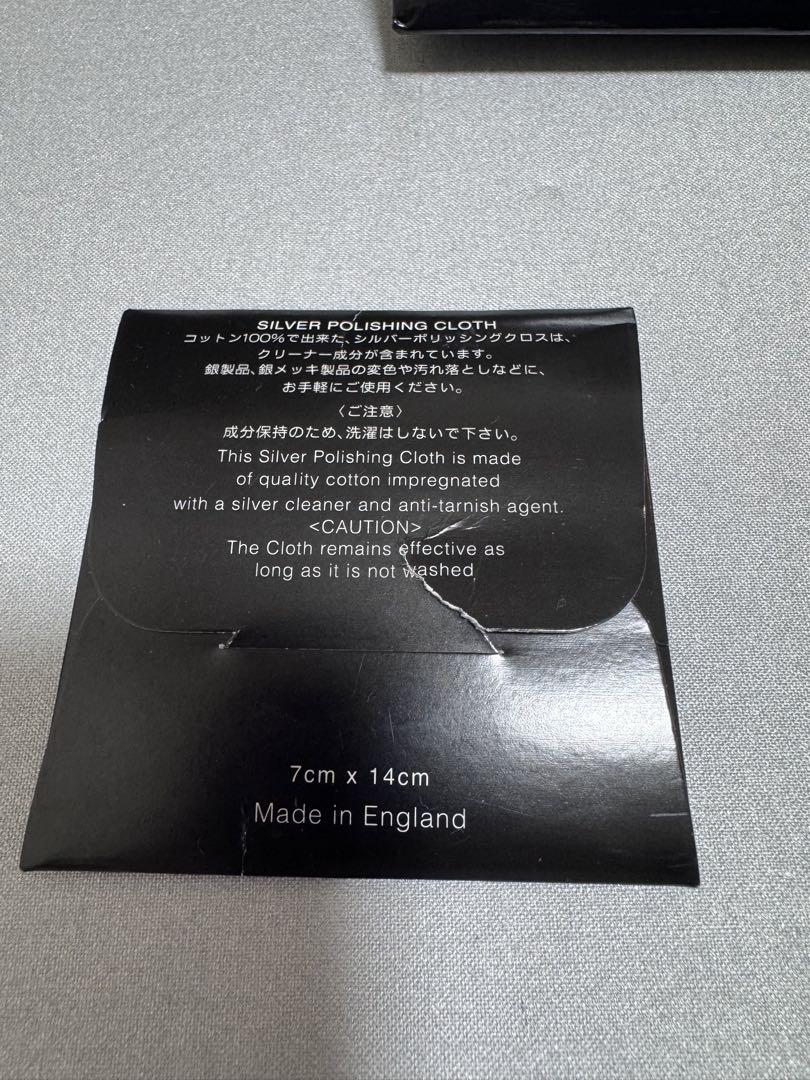 SILVER POLISHING CLOTH
コットン100%で出来た、シルバーポリッシングクロスは、
クリーナー成分が含まれています。
銀製品、銀メッキ製品の変色や汚れ落としなどに、
お手軽にご使用ください。
〈ご注意〉
成分保持のため、洗濯はしないで下さい。
This Silver Polishing Cloth is made
of quality cotton impregnated
with a silver cleaner and anti-tarnish agent.
<CAUTION>
The Cloth remains effective as
long as it is not washed
7cm x 14cm
Made in England